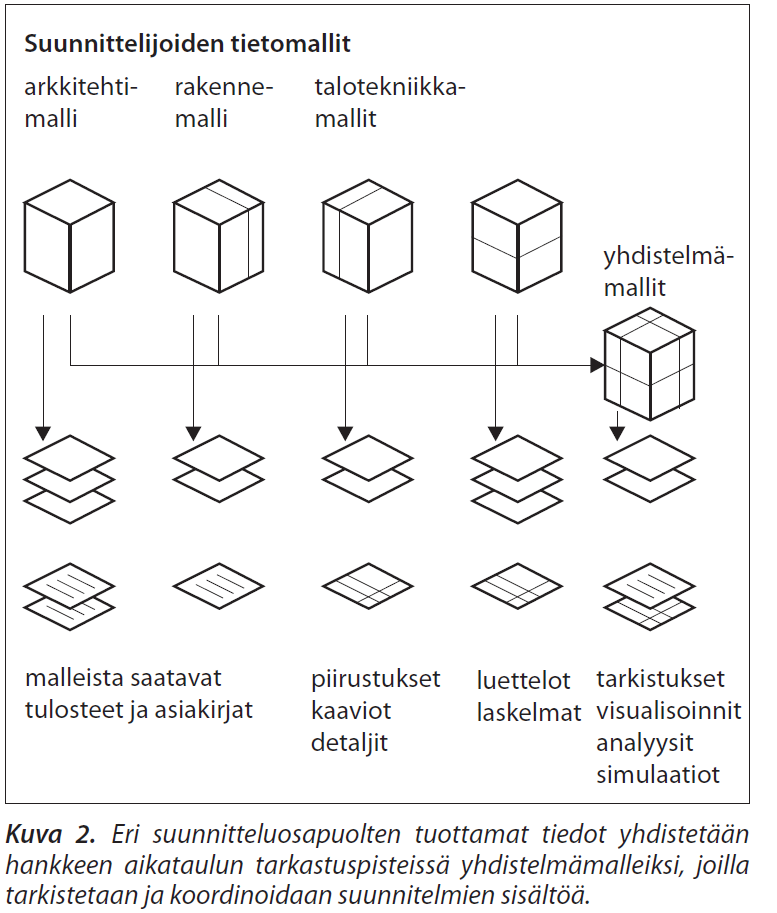 Suunnittelijoiden tietomallit
arkkitehti-
malli
rakenne-
malli
talotekniikka-
mallit
yhdistelmä-
mallit
malleista saatavat
tulosteet ja asiakirjat
piirustukset
kaaviot
detaljit
luettelot
laskelmat
tarkistukset
visualisoinnit
analyysit
simulaatiot
Kuva 2. Eri suunnitteluosapuolten tuottamat tiedot yhdistetään
hankkeen aikataulun tarkastuspisteissä yhdistelmämalleiksi, joilla
tarkistetaan ja koordinoidaan suunnitelmien sisältöä.